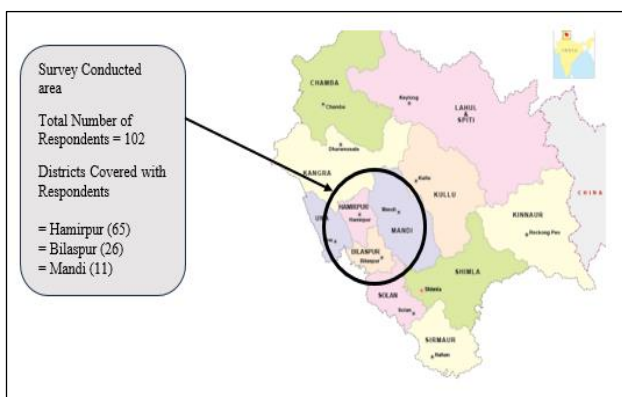 Survey Conducted
area
Total Number of
Respondents = 102
Districts Covered with
Respondents
= Hamirpur (65)
= Bilaspur (26)
= Mandi (11)
INDIA
CHAMBA
Chamba
Keylong
LAHUL
&
SPITI
Dharamsala
KANGRA
Kullu
KULLU
HAMIRPUR
Hamirpur
Mandi
MANDI
UNA
BILASPUR
Bilaspur
KINNAUR
Reckong Peo
CHINA
SHIMLA
Shimla
SOLAN
Solan
SIRMAUR
Nahan